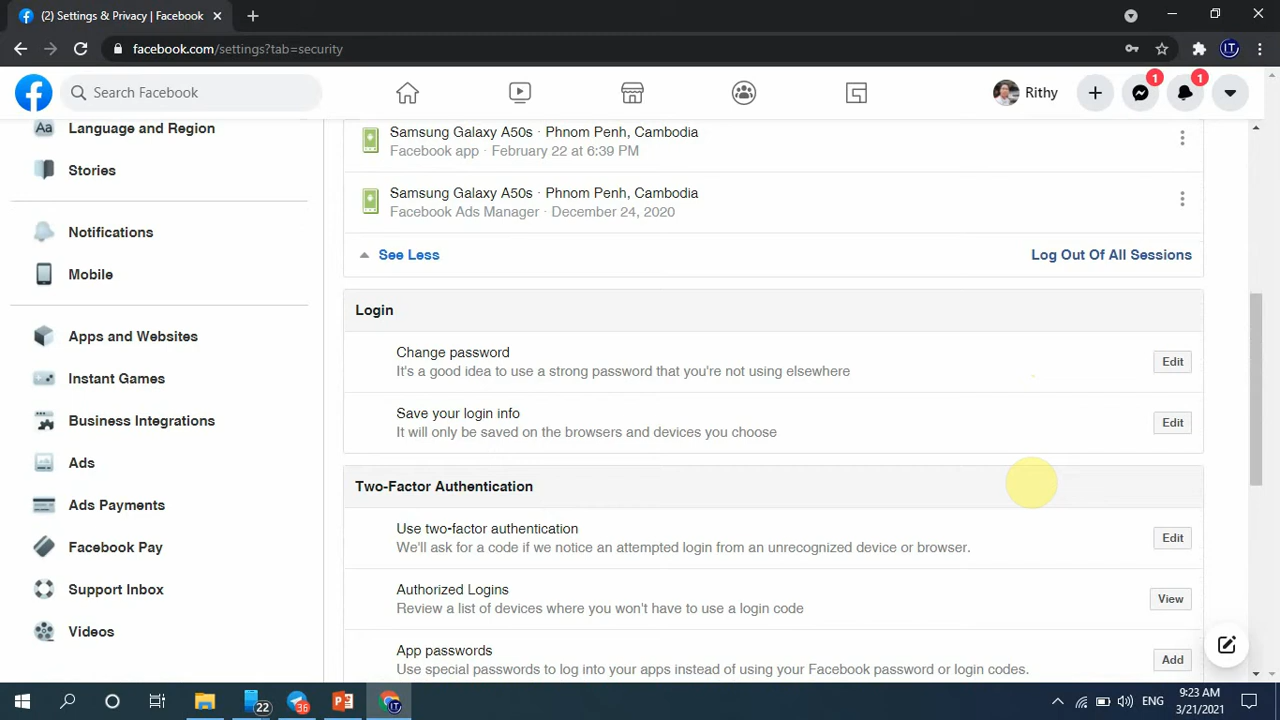 (2) Settings & Privacy | Facebook
facebook.com/settings?tab=security
Search Facebook
Rithy
1
1
Language and Region
Stories
Notifications
Mobile
Apps and Websites
Instant Games
Business Integrations
Ads
Ads Payments
Facebook Pay
Support Inbox
Videos
Samsung Galaxy A50s · Phnom Penh, Cambodia
Facebook app · February 22 at 6:39 PM
Samsung Galaxy A50s · Phnom Penh, Cambodia
Facebook Ads Manager · December 24, 2020
See Less
Log Out Of All Sessions
Login
Change password
It's a good idea to use a strong password that you're not using elsewhere
Edit
Save your login info
It will only be saved on the browsers and devices you choose
Edit
Two-Factor Authentication
Use two-factor authentication
We'll ask for a code if we notice an attempted login from an unrecognized device or browser.
Edit
Authorized Logins
Review a list of devices where you won't have to use a login code
View
App passwords
Use special passwords to log into your apps instead of using your Facebook password or login codes.
Add
22
36
ENG
9:23 AM
3/21/2021